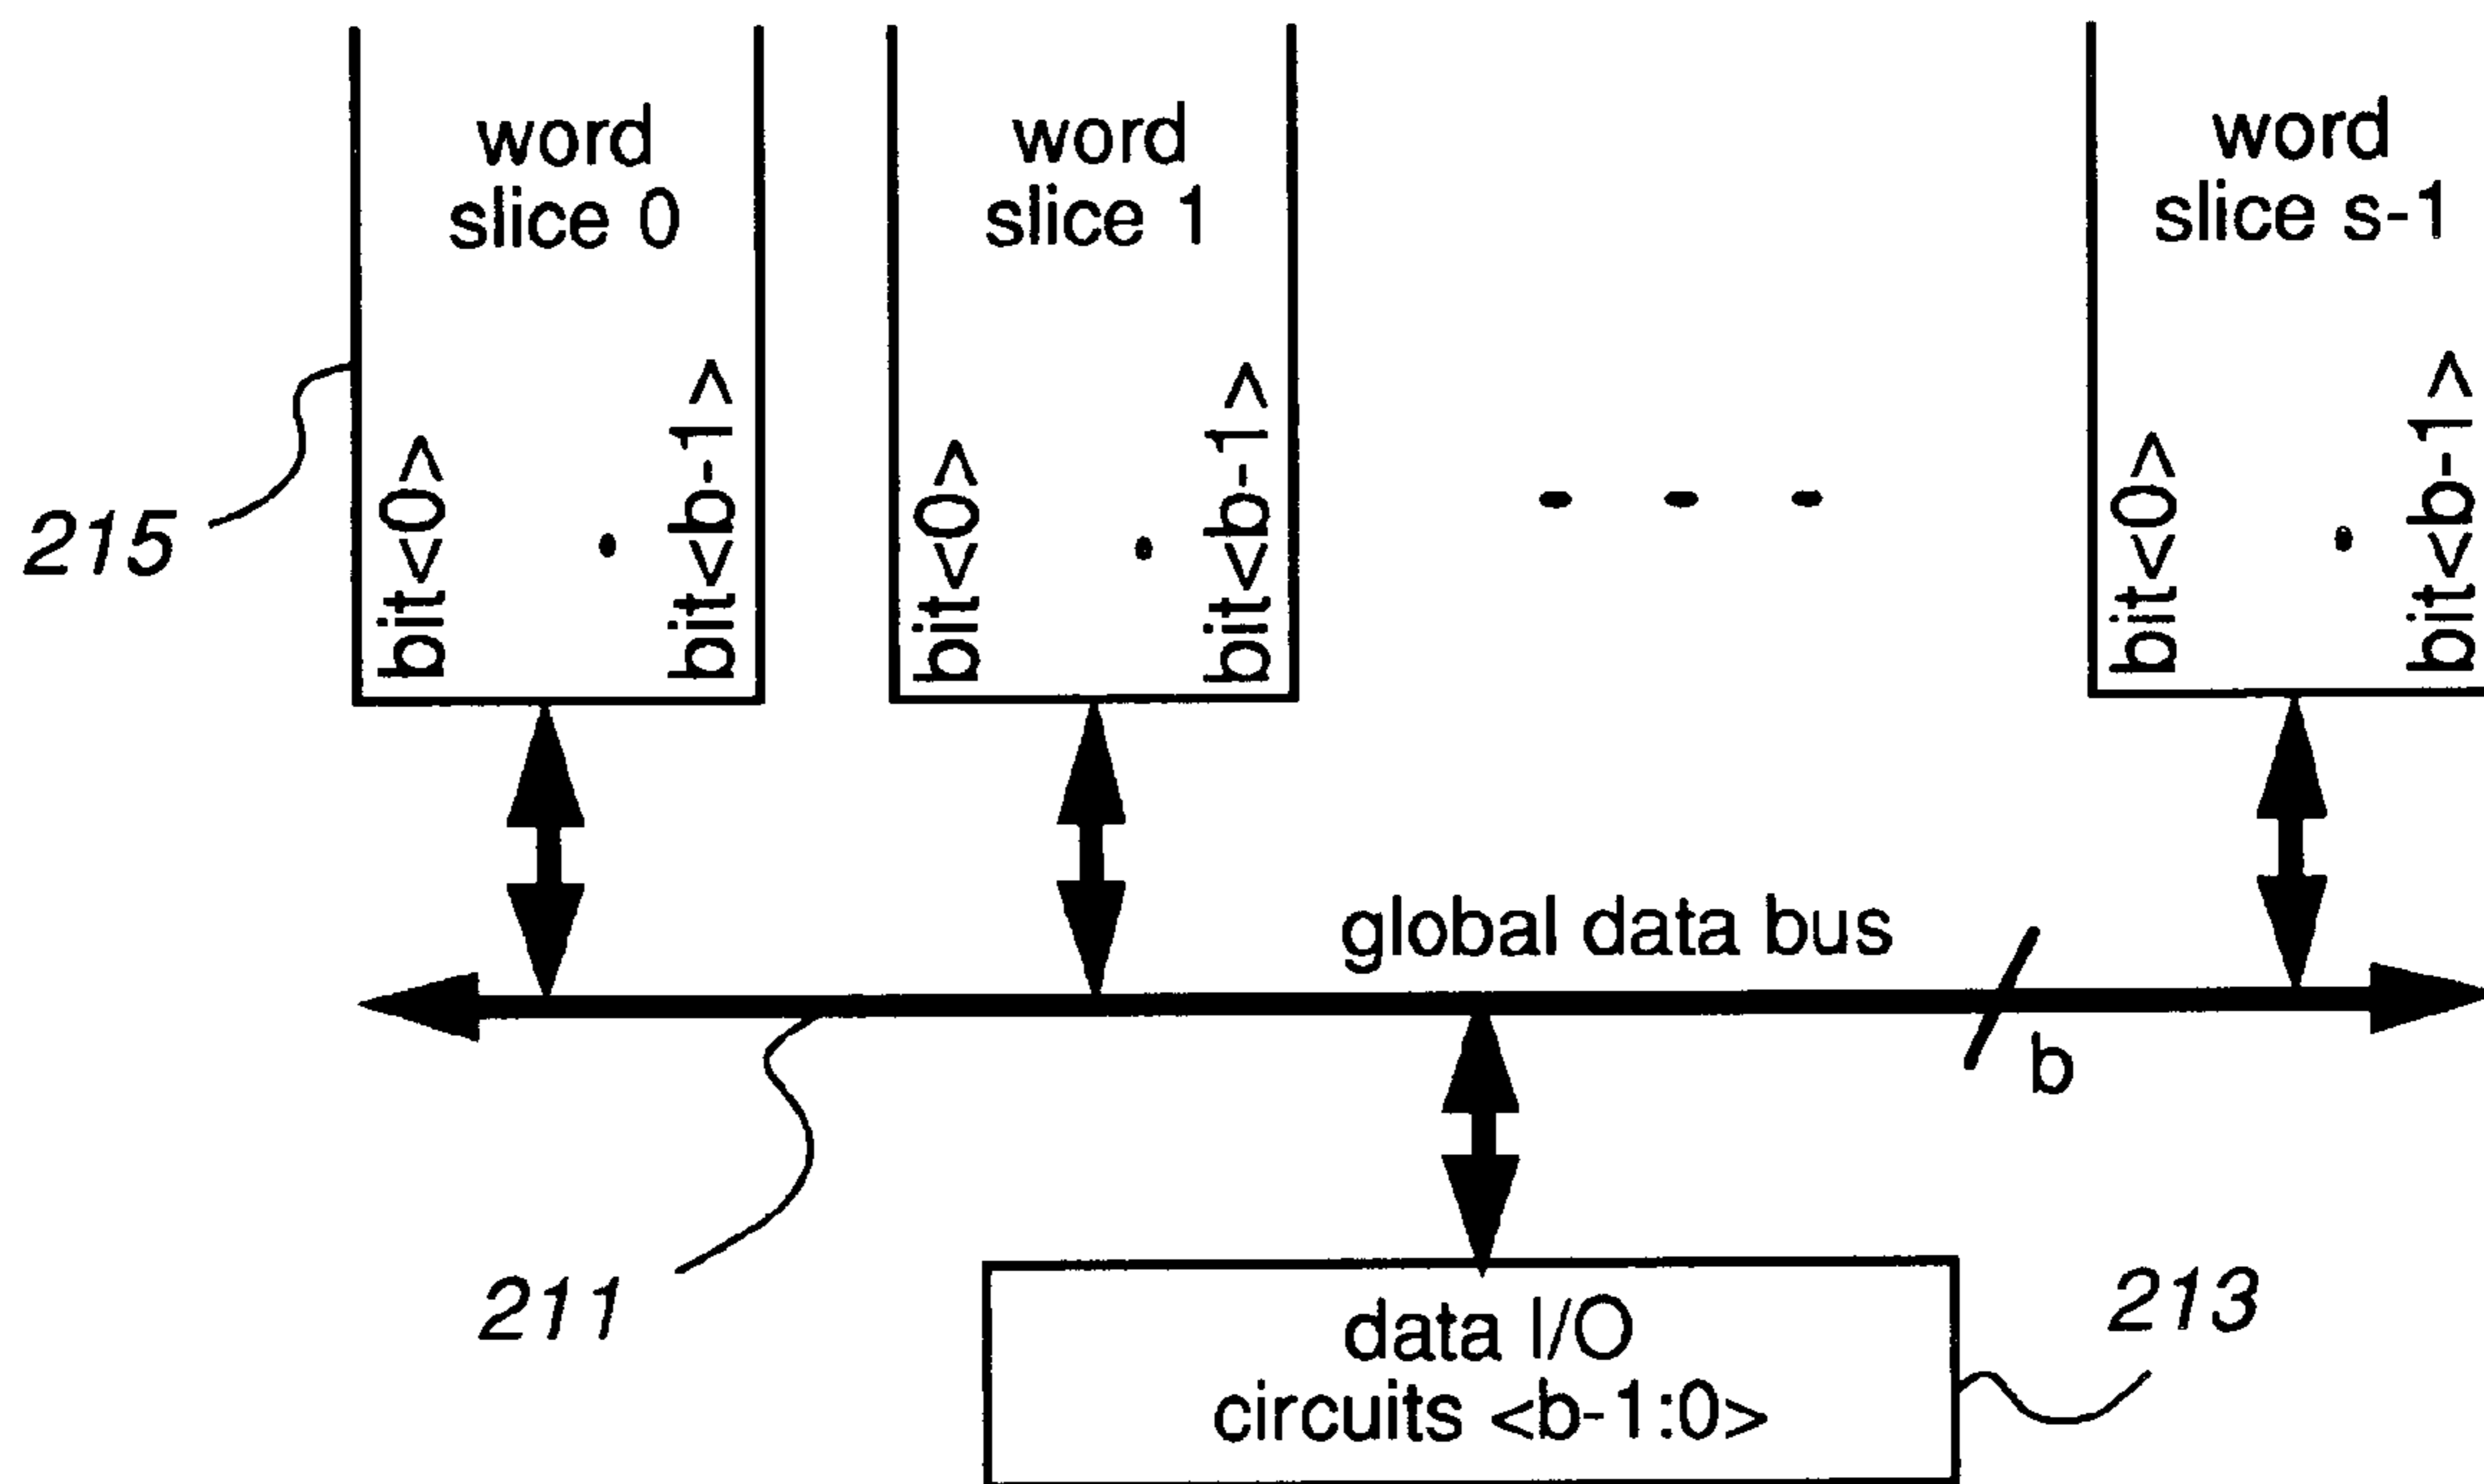 word
slice 0
word
slice 1
word
slice s-1
bit<0>
bit<b-1>
bit<0>
bit<b-1>
bit<0>
bit<b-1>
215
global data bus
b
211
data I/O
circuits <b-1:0>
213